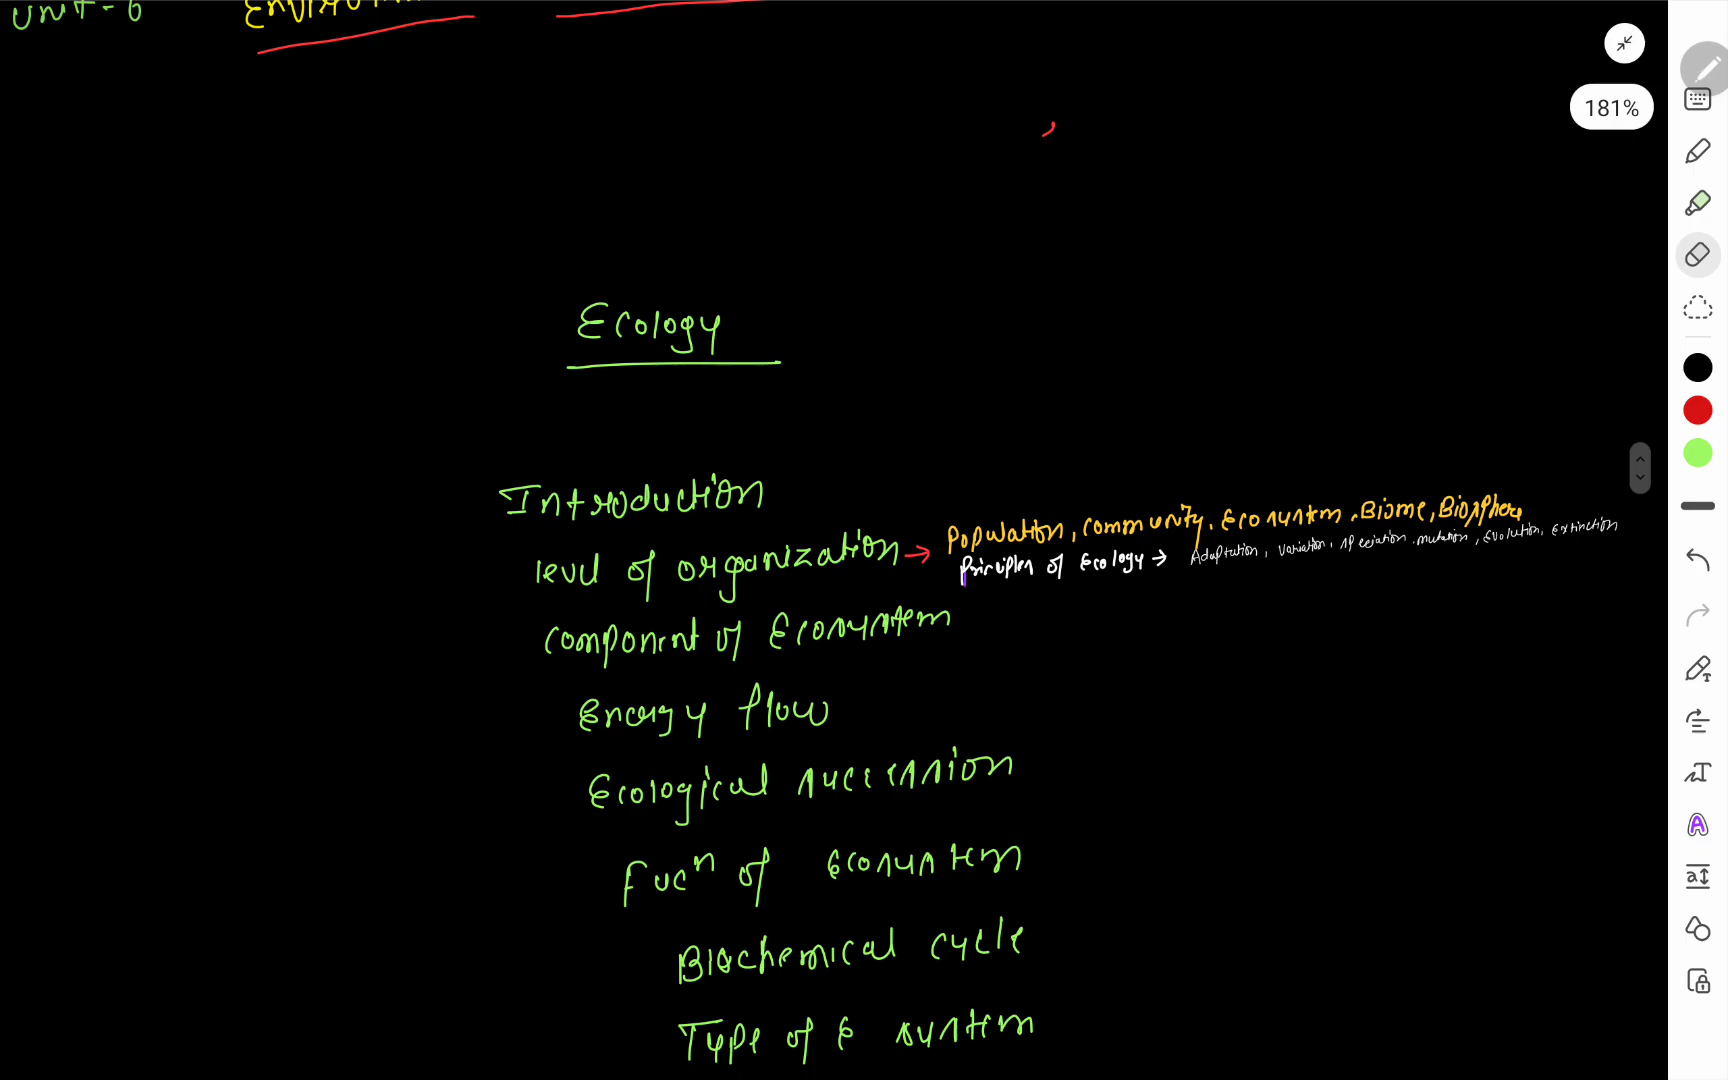 Unit - 6
181%
Ecology
Introduction
level of organization → Population, Community, Ecosystem, Biome, Biosphere
Principles of Ecology → Adaptation, Variation, speciation, mutation, Evolution, Extinction
Component of Ecosystem
Energy flow
Ecological succession
Fucⁿ of Ecosystem
Biochemical cycle
Type of E system